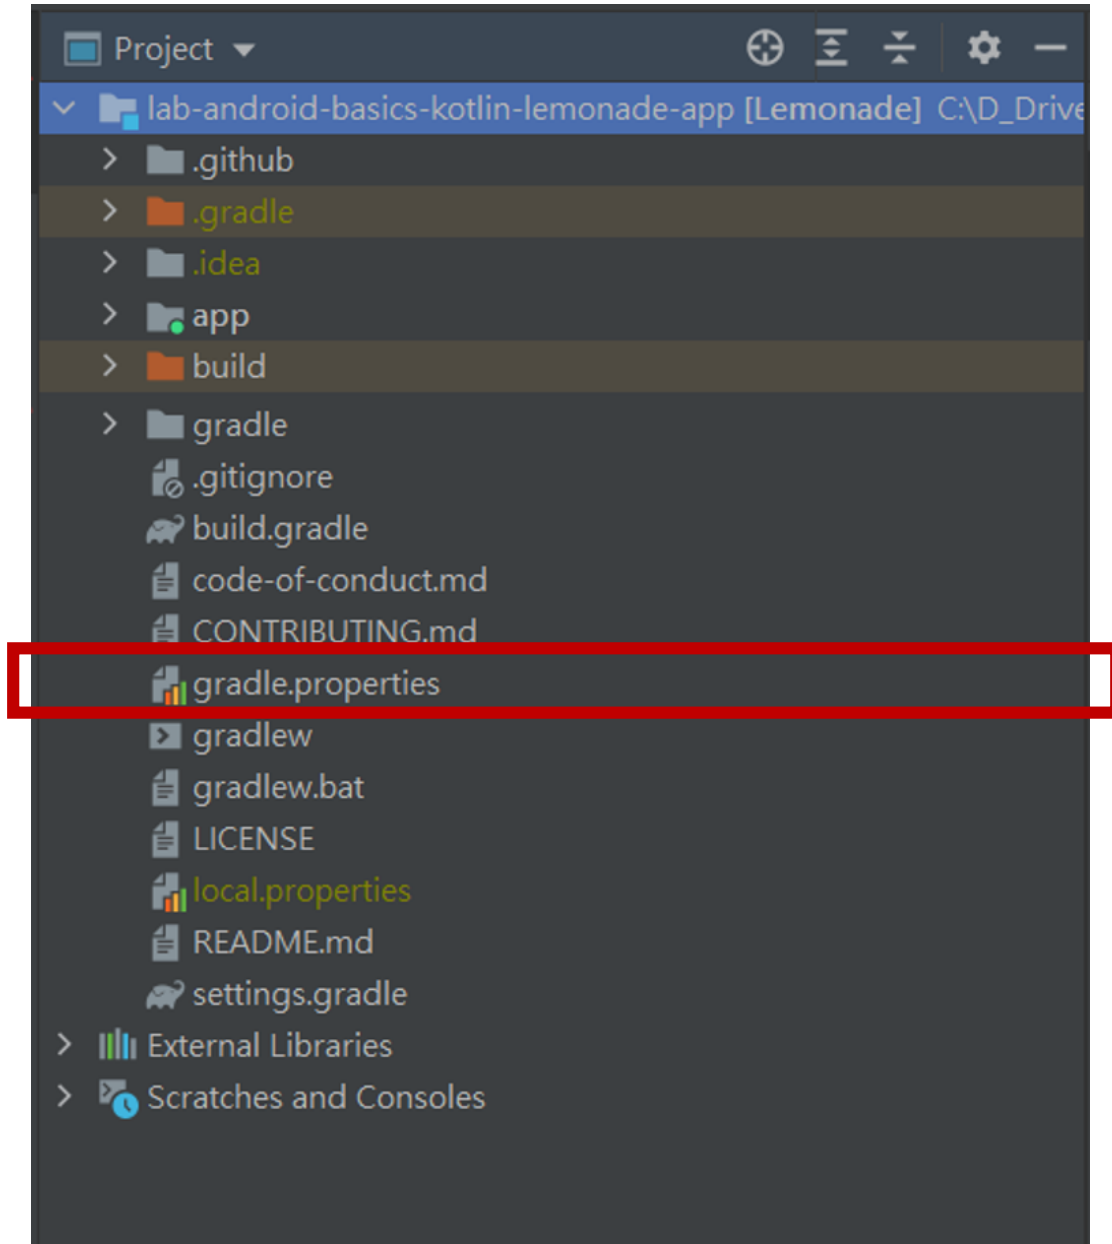 Project
lab-android-basics-kotlin-lemonade-app [Lemonade] C:\D_Drive
.github
.gradle
.idea
app
build
gradle
.gitignore
build.gradle
code-of-conduct.md
CONTRIBUTING.md
gradle.properties
gradlew
gradlew.bat
LICENSE
local.properties
README.md
settings.gradle
External Libraries
Scratches and Consoles